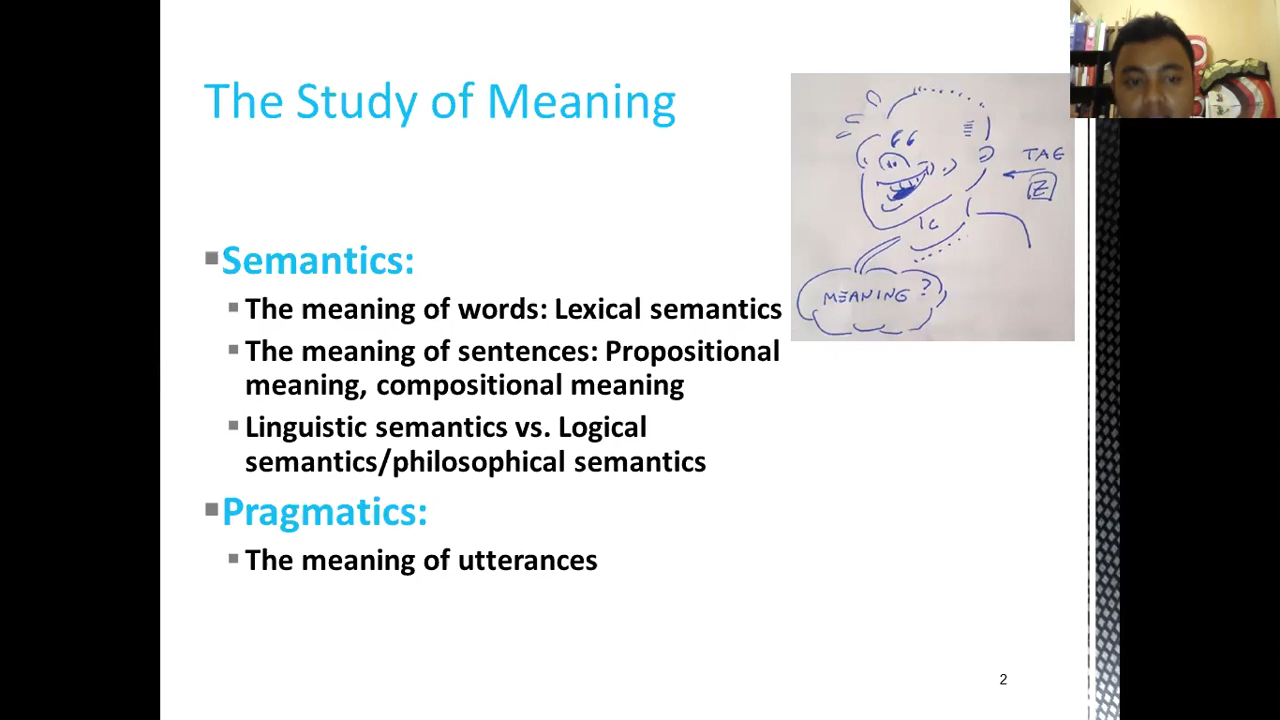 The Study of Meaning
TAG
Z
MEANING?
Semantics:
The meaning of words: Lexical semantics
The meaning of sentences: Propositional
meaning, compositional meaning
Linguistic semantics vs. Logical
semantics/philosophical semantics
Pragmatics:
The meaning of utterances
2